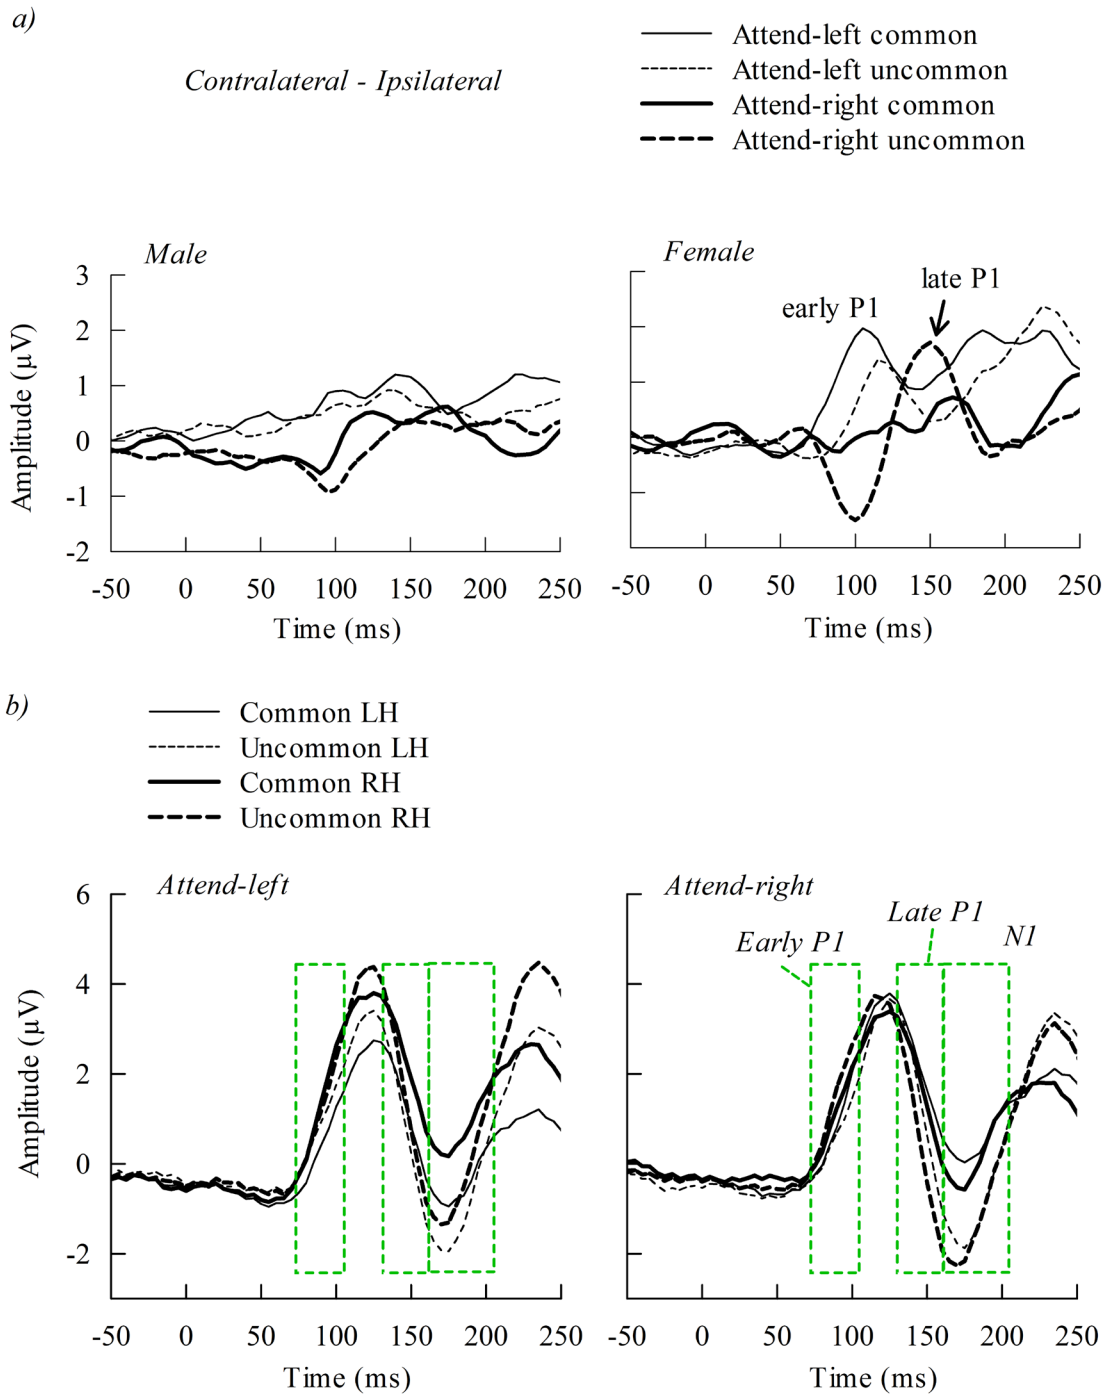 a)
Contralateral - Ipsilateral
Attend-left common
Attend-left uncommon
Attend-right common
Attend-right uncommon
Male
3
2
1
0
-1
-2
Amplitude (µV)
-50 0 50 100 150 200 250
Time (ms)
Female
early P1
late P1
-50 0 50 100 150 200 250
Time (ms)
b)
Common LH
Uncommon LH
Common RH
Uncommon RH
Attend-left
6
4
2
0
-2
Amplitude (µV)
-50 0 50 100 150 200 250
Time (ms)
Attend-right
Early P1
Late P1
N1
-50 0 50 100 150 200 250
Time (ms)